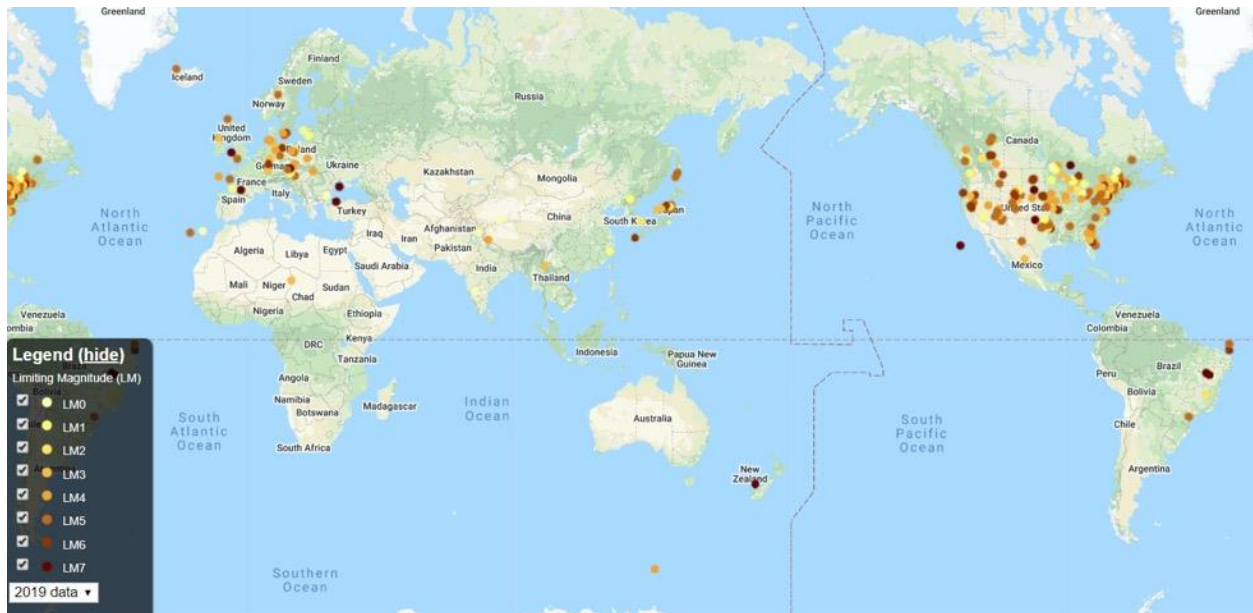 Greenland
Greenland
Iceland
Finland
Sweden
Norway
Russia
Canada
United
Kingdom
Poland
Ukraine
Kazakhstan
Mongolia
France
Spain
Italy
Turkey
North
Atlantic
Ocean
China
South Korea
North
Pacific
Ocean
United States
North
Atlantic
Ocean
Iraq
Iran
Afghanistan
Pakistan
Algeria
Libya
Egypt
Saudi Arabia
India
Thailand
Mexico
Mali
Niger
Chad
Sudan
Nigeria
Ethiopia
Venezuela
Venezuela
Colombia
DRC
Kenya
Tanzania
Indonesia
Papua New
Guinea
Peru
Brazil
Bolivia
Angola
Namibia
Botswana
Madagascar
South Africa
South
Atlantic
Ocean
Indian
Ocean
Australia
South
Pacific
Ocean
Chile
Argentina
New
Zealand
Southern
Ocean
Legend (hide)
Limiting Magnitude (LM)
LM0
LM1
LM2
LM3
LM4
LM5
LM6
LM7
2019 data